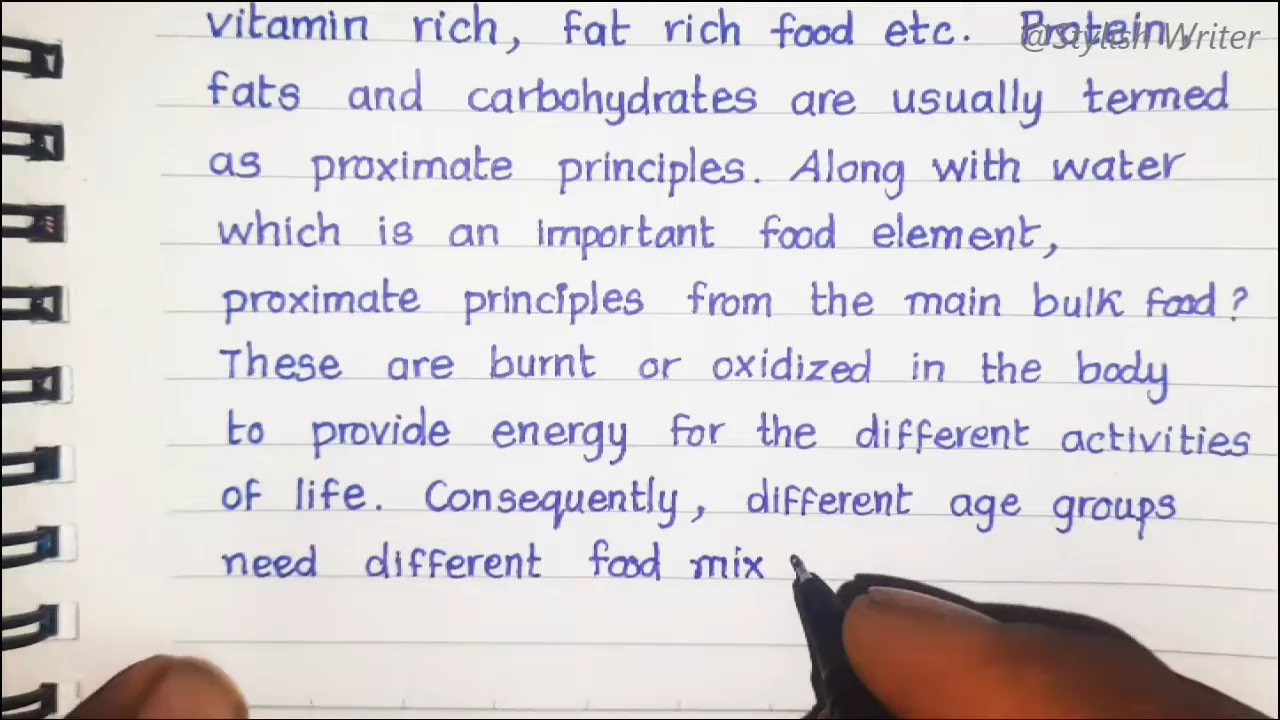 vitamin rich, fat rich food etc. Protein,
@Stylish Writer
fats and carbohydrates are usually termed
as proximate principles. Along with water
which is an important food element,
proximate principles from the main bulk food?
These are burnt or oxidized in the body
to provide energy for the different activities
of life. Consequently, different age groups
need different food mix